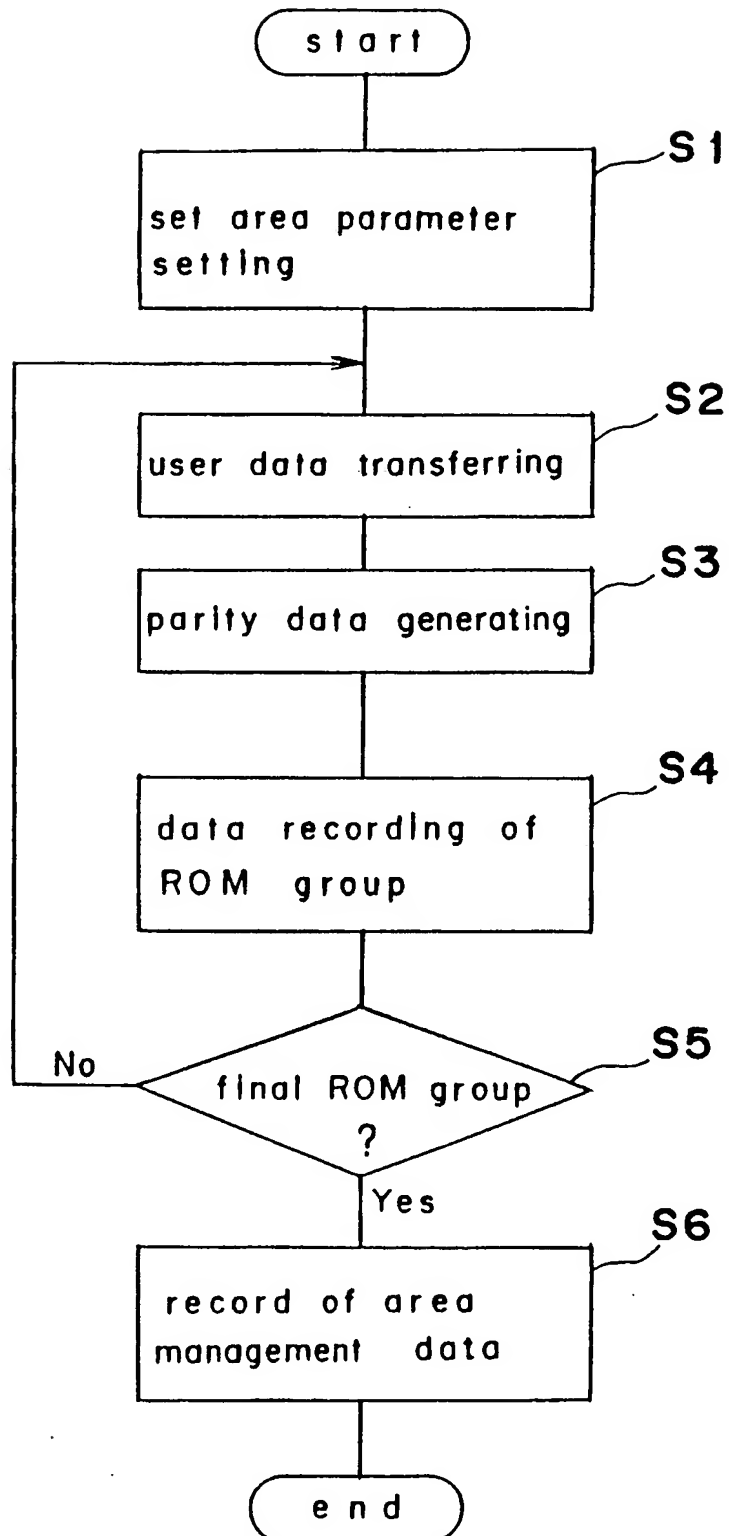 start
S1
set area parameter
setting
S2
user data transferring
S3
parity data generating
S4
data recording of
ROM group
S5
No
final ROM group
?
Yes
S6
record of area
management data
end